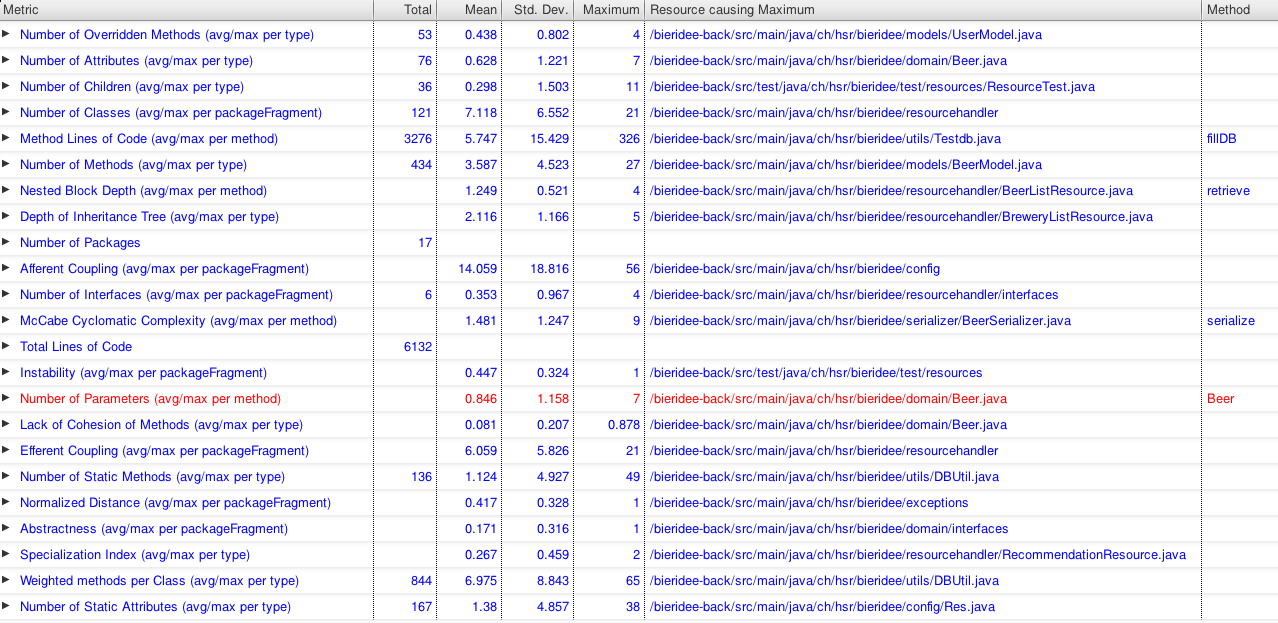 Metric Total Mean Std. Dev. Maximum Resource causing Maximum Method
Number of Overridden Methods (avg/max per type) 53 0.438 0.802 4 /bieridee-back/src/main/java/ch/hsr/bieridee/models/UserModel.java
Number of Attributes (avg/max per type) 76 0.628 1.221 7 /bieridee-back/src/main/java/ch/hsr/bieridee/domain/Beer.java
Number of Children (avg/max per type) 36 0.298 1.503 11 /bieridee-back/src/test/java/ch/hsr/bieridee/test/resources/ResourceTest.java
Number of Classes (avg/max per packageFragment) 121 7.118 6.552 21 /bieridee-back/src/main/java/ch/hsr/bieridee/resourcehandler
Method Lines of Code (avg/max per method) 3276 5.747 15.429 326 /bieridee-back/src/main/java/ch/hsr/bieridee/utils/Testdb.java fillDB
Number of Methods (avg/max per type) 434 3.587 4.523 27 /bieridee-back/src/main/java/ch/hsr/bieridee/models/BeerModel.java
Nested Block Depth (avg/max per method) 1.249 0.521 4 /bieridee-back/src/main/java/ch/hsr/bieridee/resourcehandler/BeerListResource.java retrieve
Depth of Inheritance Tree (avg/max per type) 2.116 1.166 5 /bieridee-back/src/main/java/ch/hsr/bieridee/resourcehandler/BreweryListResource.java
Number of Packages 17
Afferent Coupling (avg/max per packageFragment) 14.059 18.816 56 /bieridee-back/src/main/java/ch/hsr/bieridee/config
Number of Interfaces (avg/max per packageFragment) 6 0.353 0.967 4 /bieridee-back/src/main/java/ch/hsr/bieridee/resourcehandler/interfaces
McCabe Cyclomatic Complexity (avg/max per method) 1.481 1.247 9 /bieridee-back/src/main/java/ch/hsr/bieridee/serializer/BeerSerializer.java serialize
Total Lines of Code 6132
Instability (avg/max per packageFragment) 0.447 0.324 1 /bieridee-back/src/test/java/ch/hsr/bieridee/test/resources
Number of Parameters (avg/max per method) 0.846 1.158 7 /bieridee-back/src/main/java/ch/hsr/bieridee/domain/Beer.java Beer
Lack of Cohesion of Methods (avg/max per type) 0.081 0.207 0.878 /bieridee-back/src/main/java/ch/hsr/bieridee/domain/Beer.java
Efferent Coupling (avg/max per packageFragment) 6.059 5.826 21 /bieridee-back/src/main/java/ch/hsr/bieridee/resourcehandler
Number of Static Methods (avg/max per type) 136 1.124 4.927 49 /bieridee-back/src/main/java/ch/hsr/bieridee/utils/DBUtil.java
Normalized Distance (avg/max per packageFragment) 0.417 0.328 1 /bieridee-back/src/main/java/ch/hsr/bieridee/exceptions
Abstractness (avg/max per packageFragment) 0.171 0.316 1 /bieridee-back/src/main/java/ch/hsr/bieridee/domain/interfaces
Specialization Index (avg/max per type) 0.267 0.459 2 /bieridee-back/src/main/java/ch/hsr/bieridee/resourcehandler/RecommendationResource.java
Weighted methods per Class (avg/max per type) 844 6.975 8.843 65 /bieridee-back/src/main/java/ch/hsr/bieridee/utils/DBUtil.java
Number of Static Attributes (avg/max per type) 167 1.38 4.857 38 /bieridee-back/src/main/java/ch/hsr/bieridee/config/Res.java